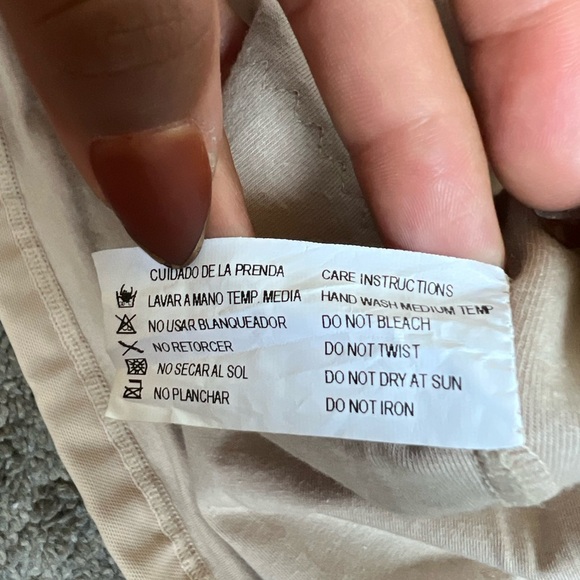 CUIDADO DE LA PRENDA CARE INSTRUCTIONS
LAVAR A MANO TEMP. MEDIA HAND WASH MEDIUM TEMP
NO USAR BLANQUEADOR DO NOT BLEACH
NO RETORCER DO NOT TWIST
NO SECAR AL SOL DO NOT DRY AT SUN
NO PLANCHAR DO NOT IRON